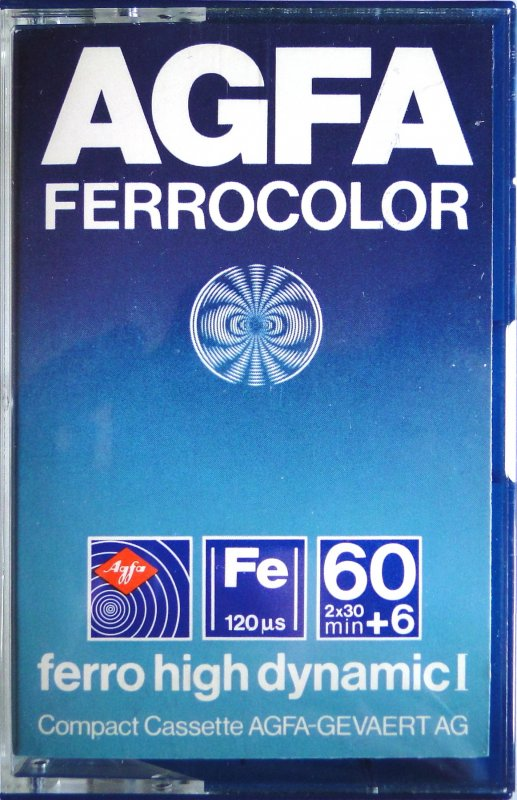 AGFA
FERROCOLOR
Agfa
Fe
120 µs
60
2x30
min +6
ferro high dynamic I
Compact Cassette AGFA-GEVAERT AG